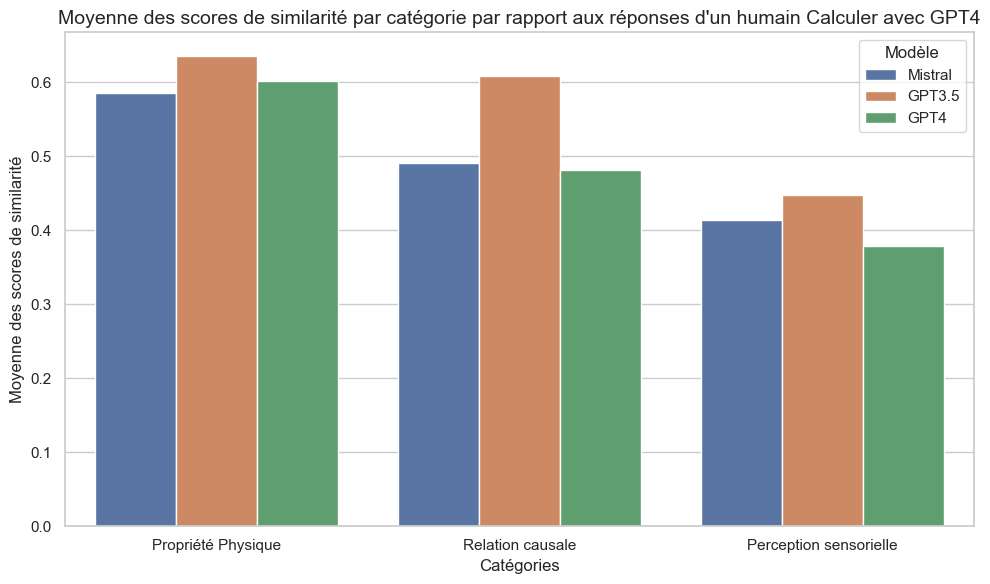 Moyenne des scores de similarité par catégorie par rapport aux réponses d'un humain Calculer avec GPT4
Modèle
Mistral
GPT3.5
GPT4
Moyenne des scores de similarité
0.6
0.5
0.4
0.3
0.2
0.1
0.0
Propriété Physique
Relation causale
Perception sensorielle
Catégories